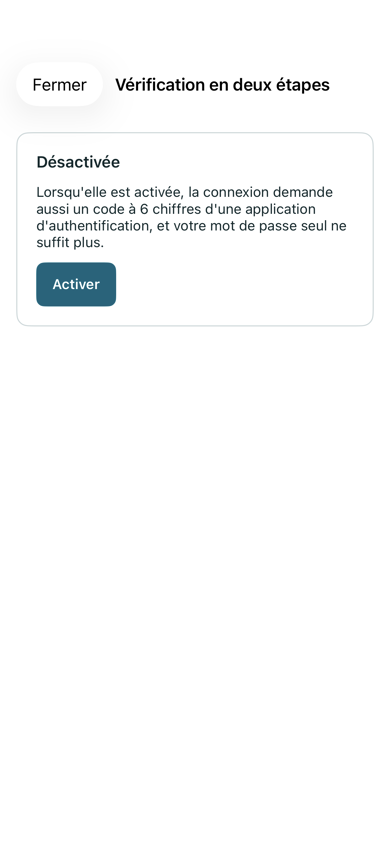 Fermer
Vérification en deux étapes
Désactivée
Lorsqu'elle est activée, la connexion demande
aussi un code à 6 chiffres d'une application
d'authentification, et votre mot de passe seul ne
suffit plus.
Activer